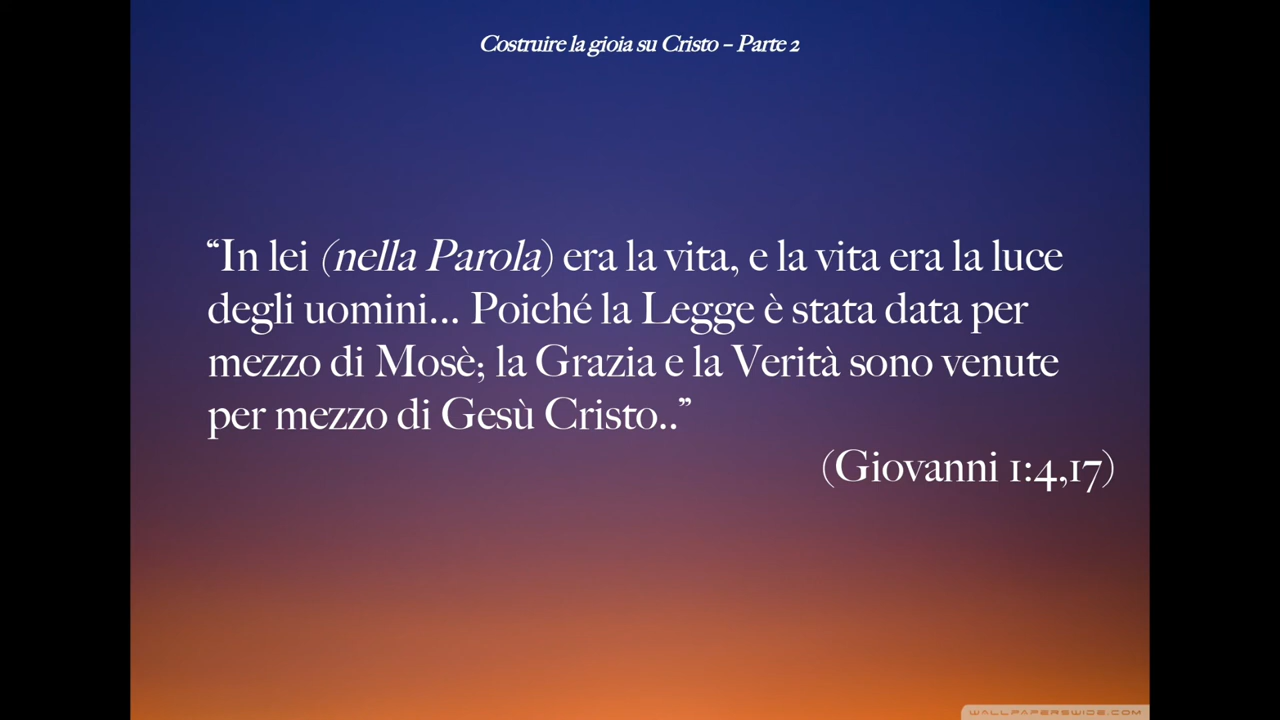 Costruire la gioia su Cristo – Parte 2
“In lei (nella Parola) era la vita, e la vita era la luce
degli uomini... Poiché la Legge è stata data per
mezzo di Mosè; la Grazia e la Verità sono venute
per mezzo di Gesù Cristo..”
(Giovanni 1:4,17)
WALLPAPERSWIDE.COM